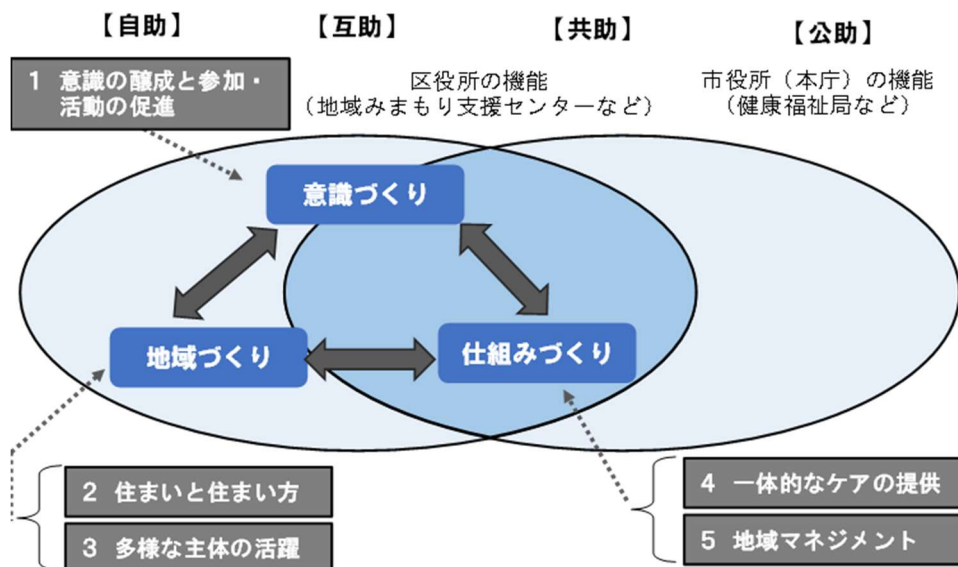 【自助】 【互助】 【共助】 【公助】
1 意識の醸成と参加・
活動の促進
区役所の機能
（地域みまもり支援センターなど）
市役所（本庁）の機能
（健康福祉局など）
意識づくり
地域づくり
仕組みづくり
2 住まいと住まい方
3 多様な主体の活躍
4 一体的なケアの提供
5 地域マネジメント